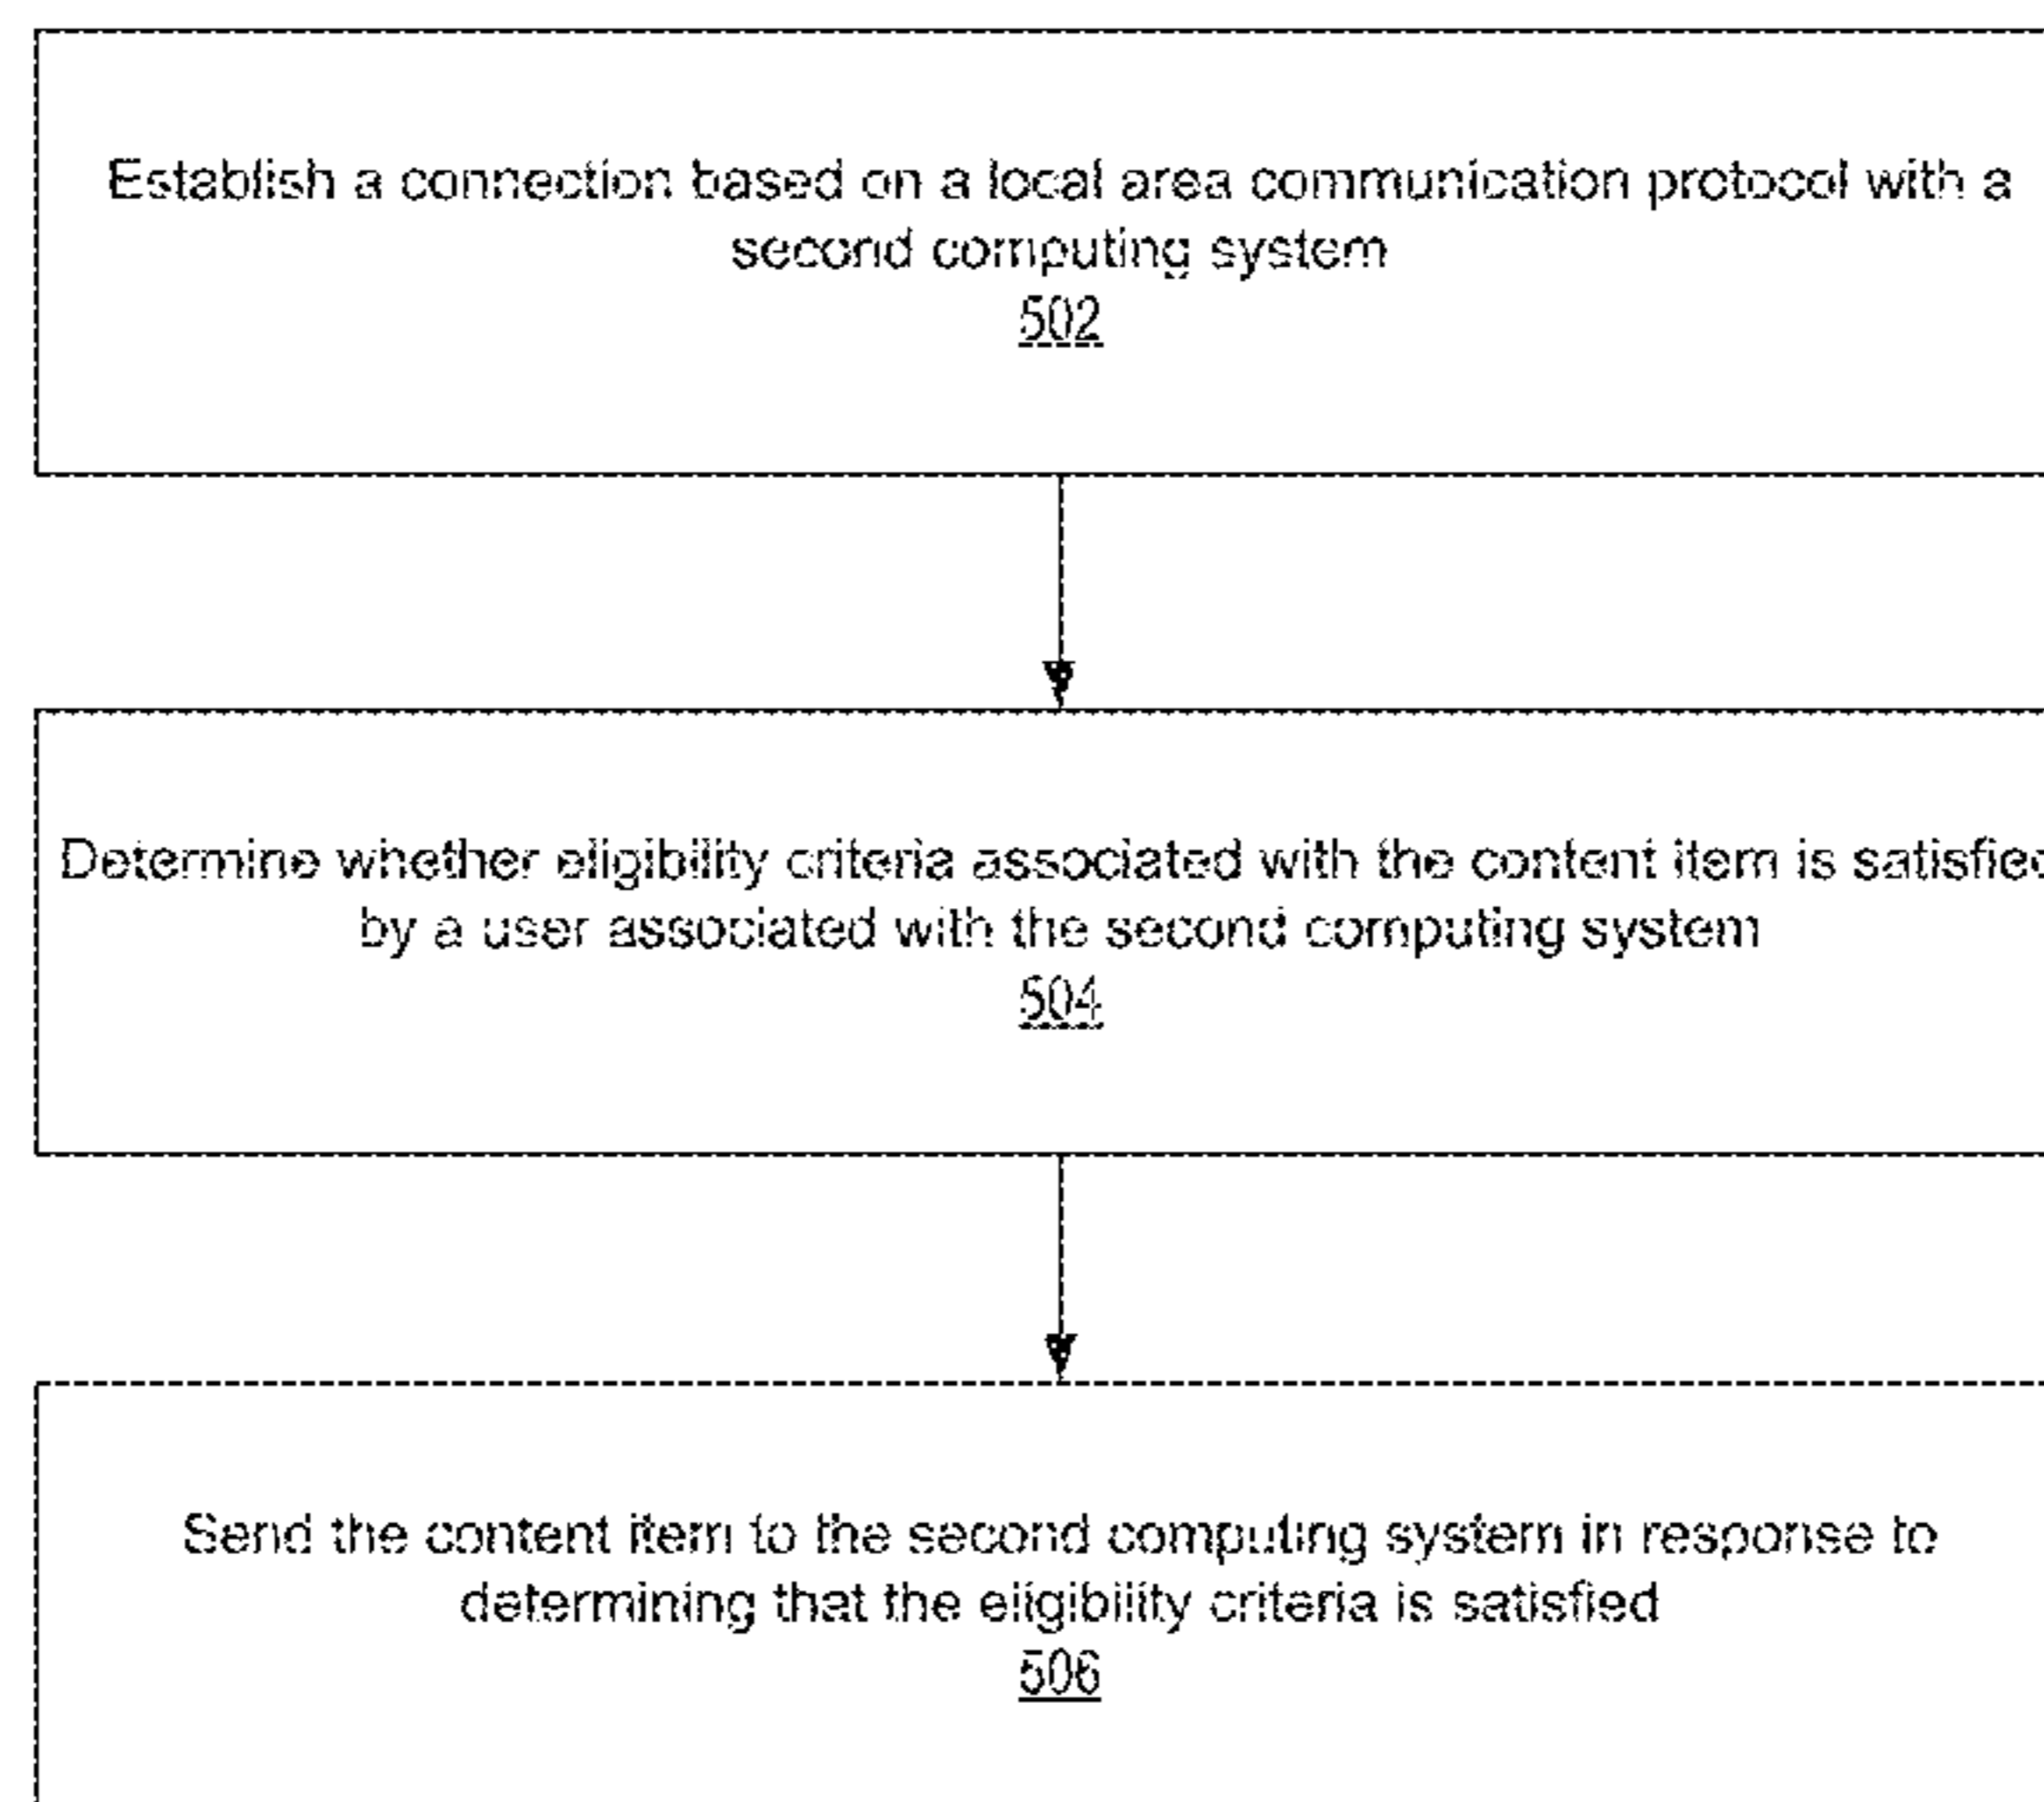 Establish a connection based on a local area communication protocol with a
second computing system
502
Determine whether eligibility criteria associated with the content item is satisfied
by a user associated with the second computing system
504
Send the content item to the second computing system in response to
determining that the eligibility criteria is satisfied
506